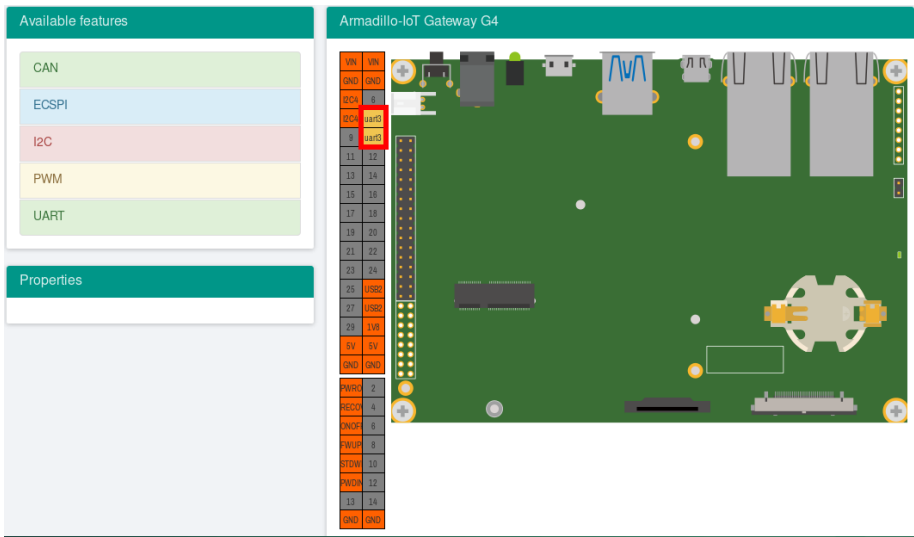 Available features
CAN
ECSPI
I2C
PWM
UART
Properties
Armadillo-IoT Gateway G4
VIN VIN
GND GND
I2C4 6
I2C4 uart3
9 uart3
11 12
13 14
15 16
17 18
19 20
21 22
23 24
25 USB2
27 USB2
29 1V8
5V 5V
GND GND
PWRO 2
RECOV 4
ONOFF 6
FWUP 8
STDW 10
PWDIN 12
13 14
GND GND